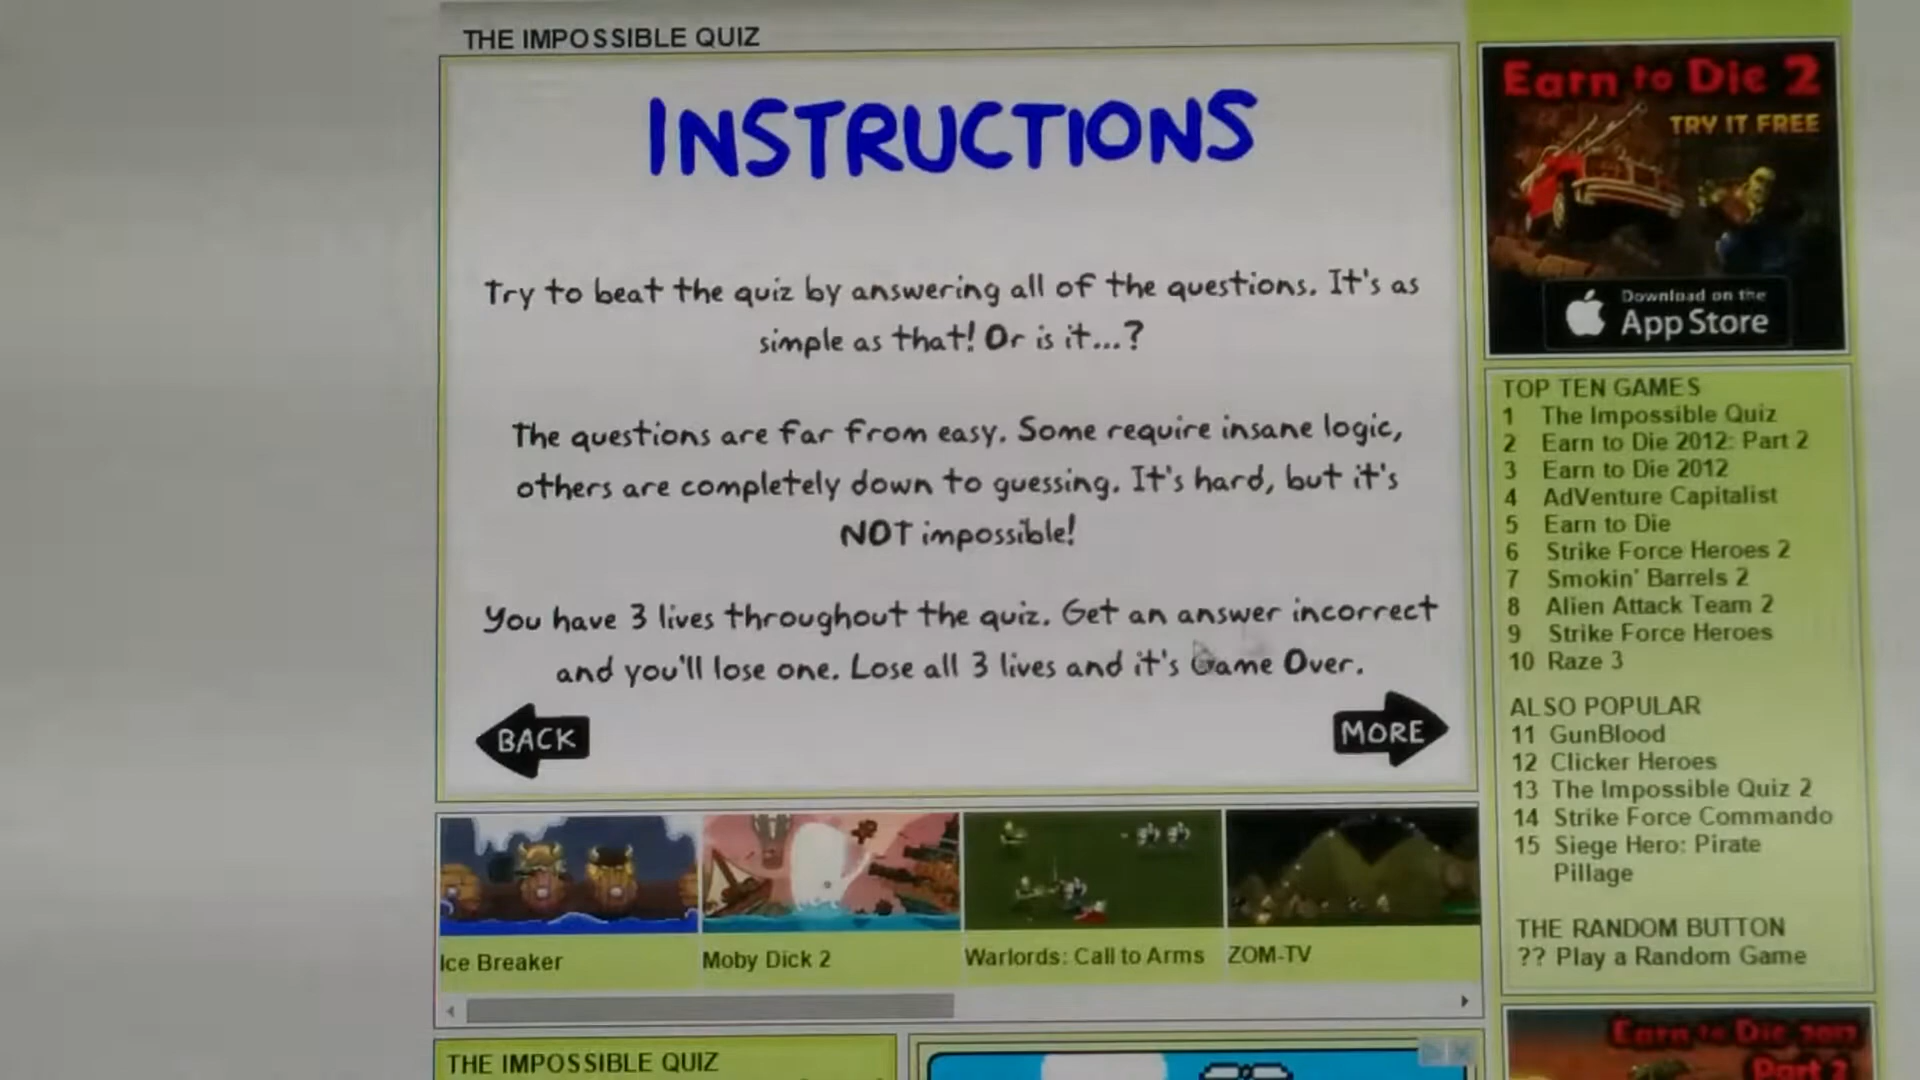 THE IMPOSSIBLE QUIZ
INSTRUCTIONS
Try to beat the quiz by answering all of the questions. It's as
simple as that! Or is it...?
The questions are far from easy. Some require insane logic,
others are completely down to guessing. It's hard, but it's
NOT impossible!
You have 3 lives throughout the quiz. Get an answer incorrect
and you'll lose one. Lose all 3 lives and it's Game Over.
BACK
MORE
Earn to Die 2
TRY IT FREE
Download on the
App Store
TOP TEN GAMES
1 The Impossible Quiz
2 Earn to Die 2012: Part 2
3 Earn to Die 2012
4 AdVenture Capitalist
5 Earn to Die
6 Strike Force Heroes 2
7 Smokin' Barrels 2
8 Alien Attack Team 2
9 Strike Force Heroes
10 Raze 3
ALSO POPULAR
11 GunBlood
12 Clicker Heroes
13 The Impossible Quiz 2
14 Strike Force Commando
15 Siege Hero: Pirate
Pillage
THE RANDOM BUTTON
?? Play a Random Game
Ice Breaker
Moby Dick 2
Warlords: Call to Arms
ZOM-TV
THE IMPOSSIBLE QUIZ
Earn to Die 2012
Part 2